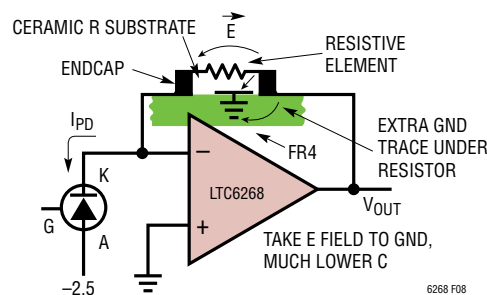 CERAMIC R SUBSTRATE
E
RESISTIVE
ELEMENT
ENDCAP
IPD
K
G
A
–2.5
–
+
LTC6268
FR4
EXTRA GND
TRACE UNDER
RESISTOR
VOUT
TAKE E FIELD TO GND,
MUCH LOWER C
6268 F08